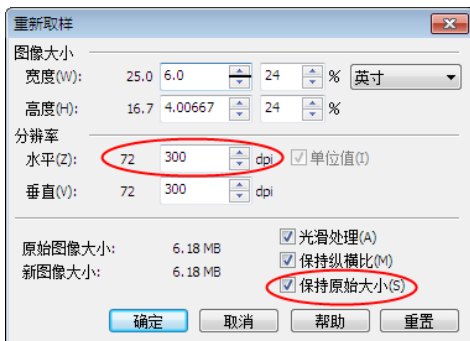 重新取样
图像大小
宽度(W): 25.0 6.0 24 % 英寸
高度(H): 16.7 4.00667 24 %
分辨率
水平(Z): 72 300 dpi 单位值(I)
垂直(V): 72 300 dpi
光滑处理(A)
原始图像大小: 6.18 MB
保持纵横比(M)
新图像大小: 6.18 MB
保持原始大小(S)
确定 取消 帮助 重置